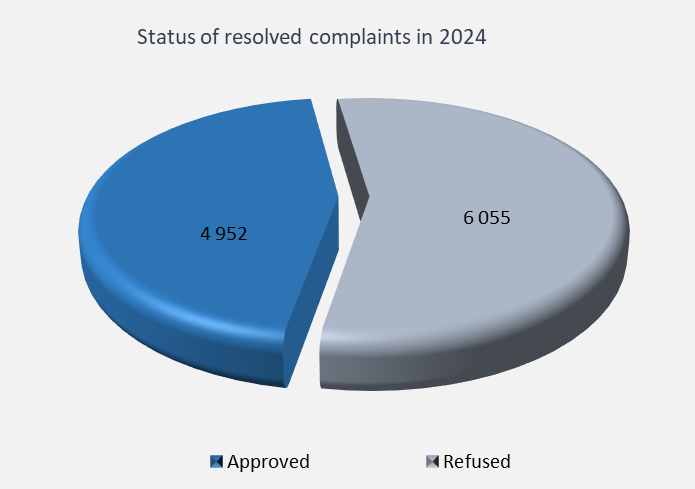 Status of resolved complaints in 2024
4 952
6 055
Approved
Refused